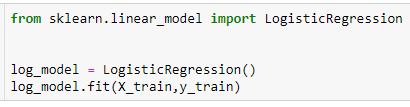 from sklearn.linear_model import LogisticRegression
log_model = LogisticRegression()
log_model.fit(X_train,y_train)